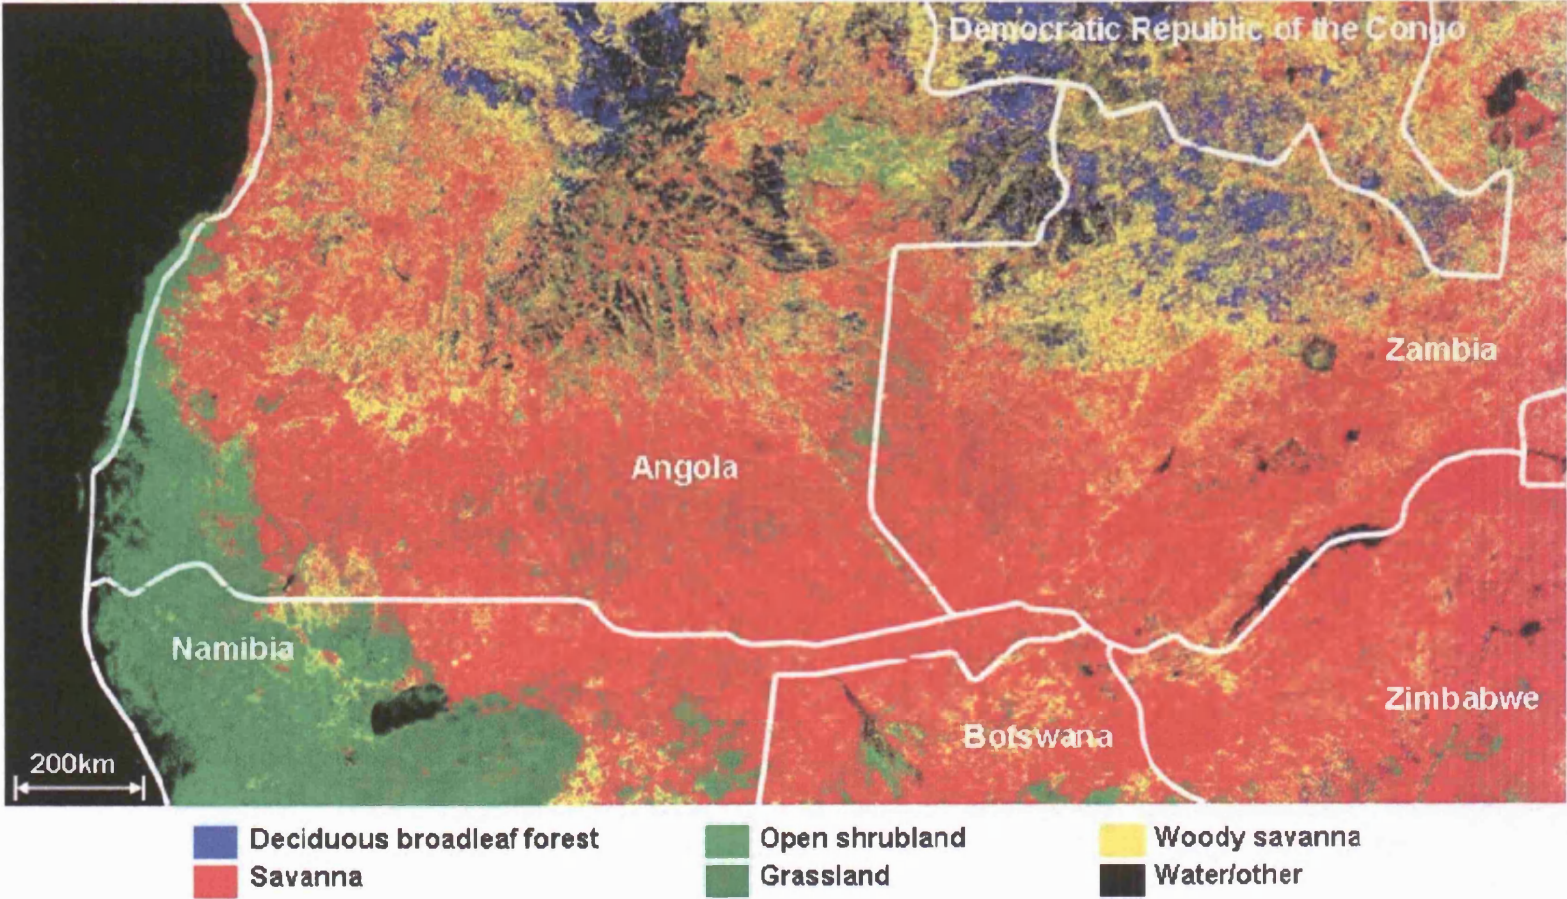 Democratic Republic of the Congo
Zambia
Angola
Namibia
Zimbabwe
Botswana
200km
Deciduous broadleaf forest
Open shrubland
Woody savanna
Savanna
Grassland
Water/other